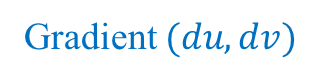 Gradient (du, dv)